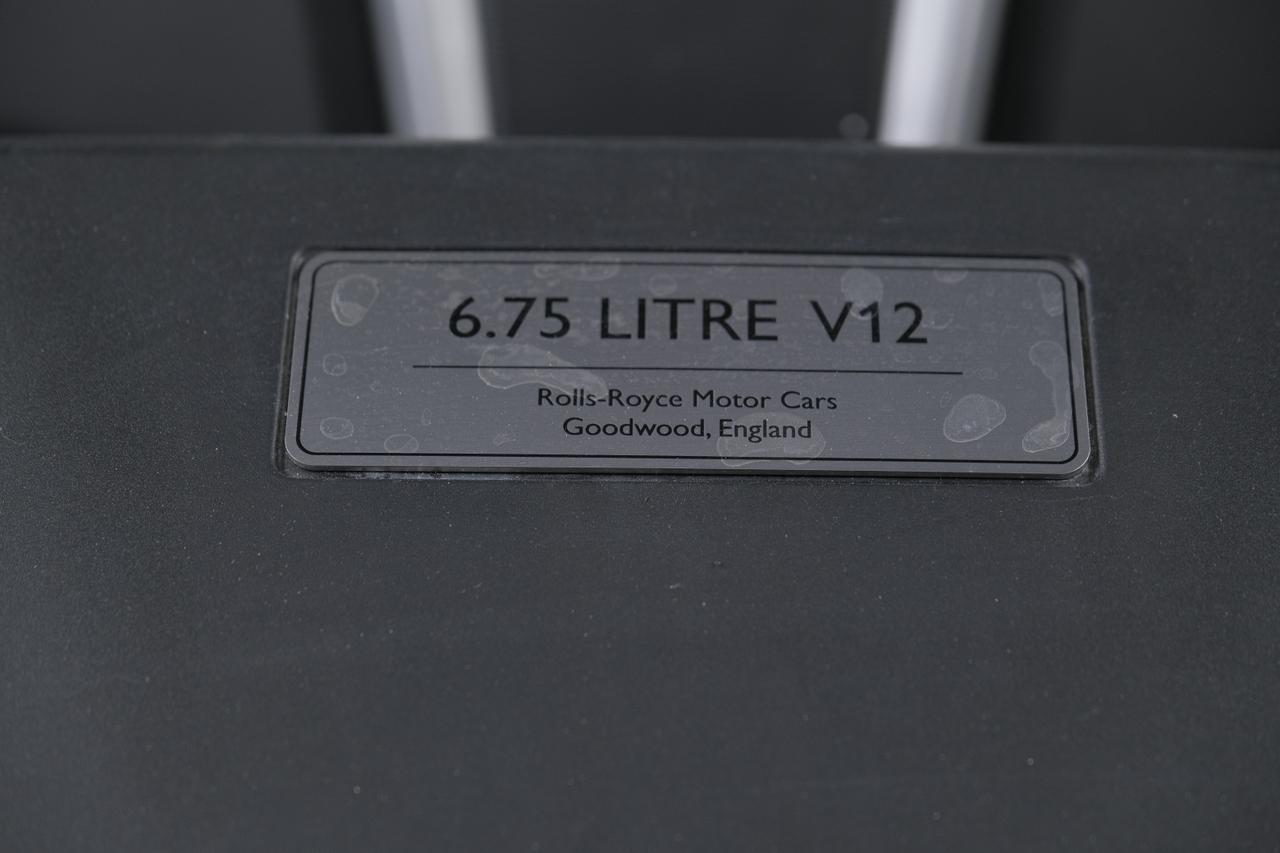 6.75 LITRE V12
Rolls-Royce Motor Cars
Goodwood, England